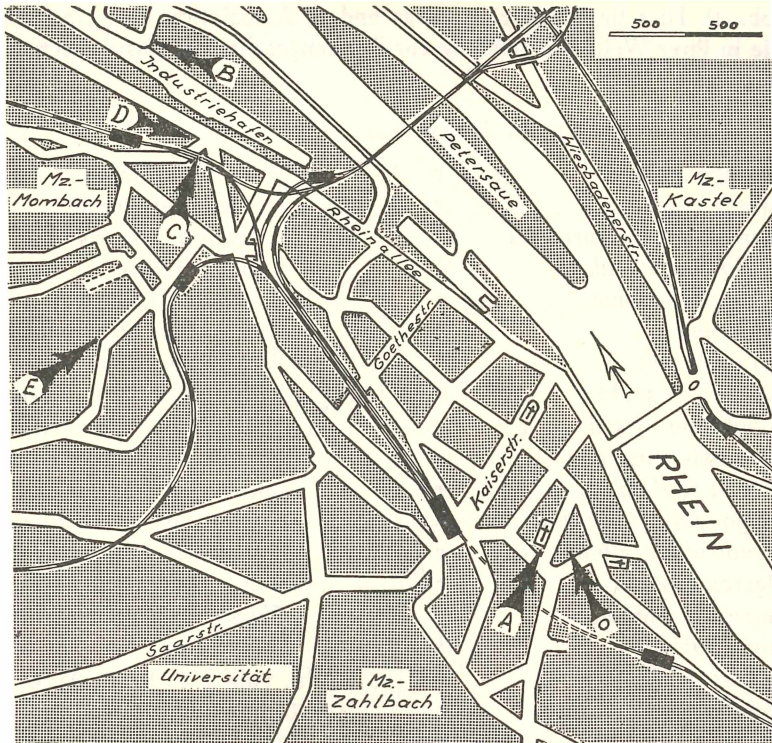 500 500
B
Industriehafen
D
Petersaue
Wiesbadenerstr.
Mz.-
Mombach
Mz.-
Kastel
C
Rheinallee
Goethestr.
E
Kaiserstr.
RHEIN
A
O
Saarstr.
Universität
Mz.-
Zahlbach